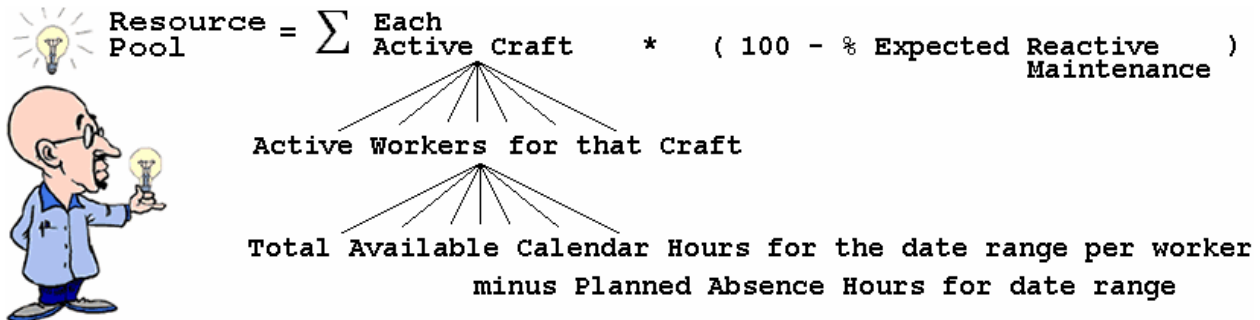 Resource = ∑ Each
Pool Active Craft * ( 100 - % Expected Reactive )
Maintenance
Active Workers for that Craft
Total Available Calendar Hours for the date range per worker
minus Planned Absence Hours for date range